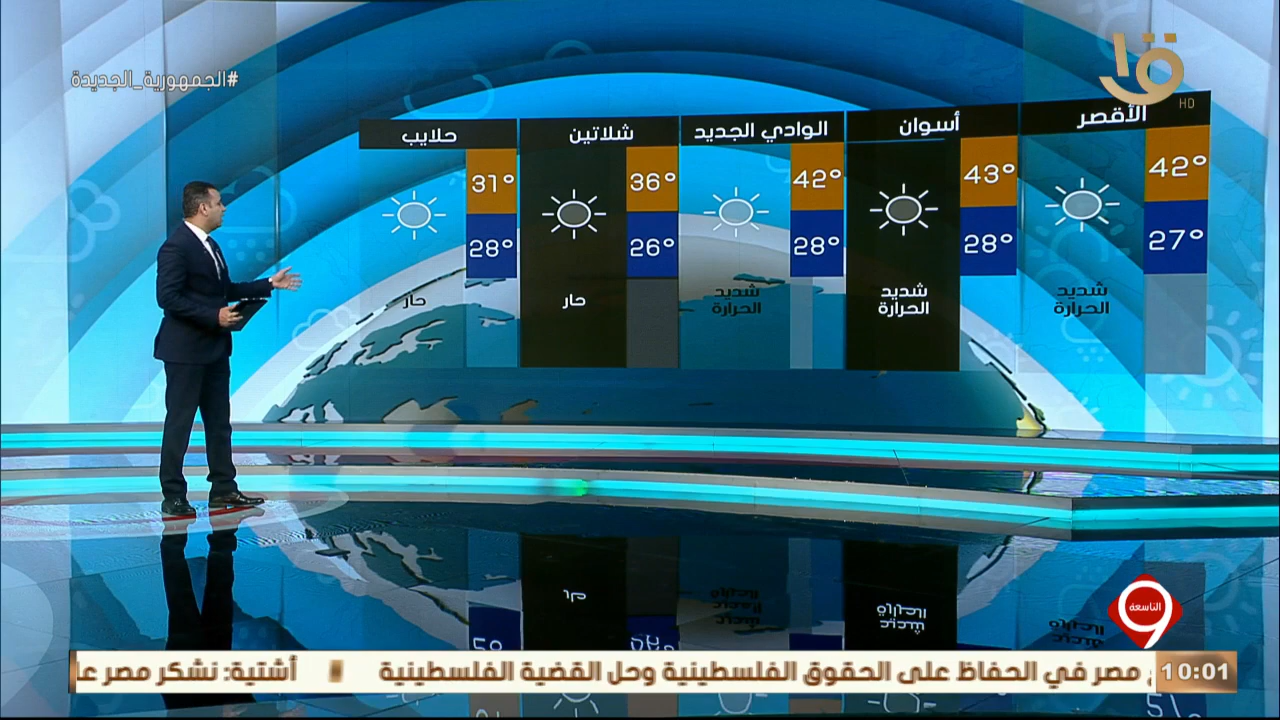 #الجمهورية_الجديدة
HD
الأقصر
42°
27°
شديد
الحرارة
أسوان
43°
28°
شديد
الحرارة
الوادي الجديد
42°
28°
شديد
الحرارة
شلاتين
36°
26°
حار
حلايب
31°
28°
حار
التاسعة
9
10:01
مصر في الحفاظ على الحقوق الفلسطينية وحل القضية الفلسطينية
أشتية: نشكر مصر عا